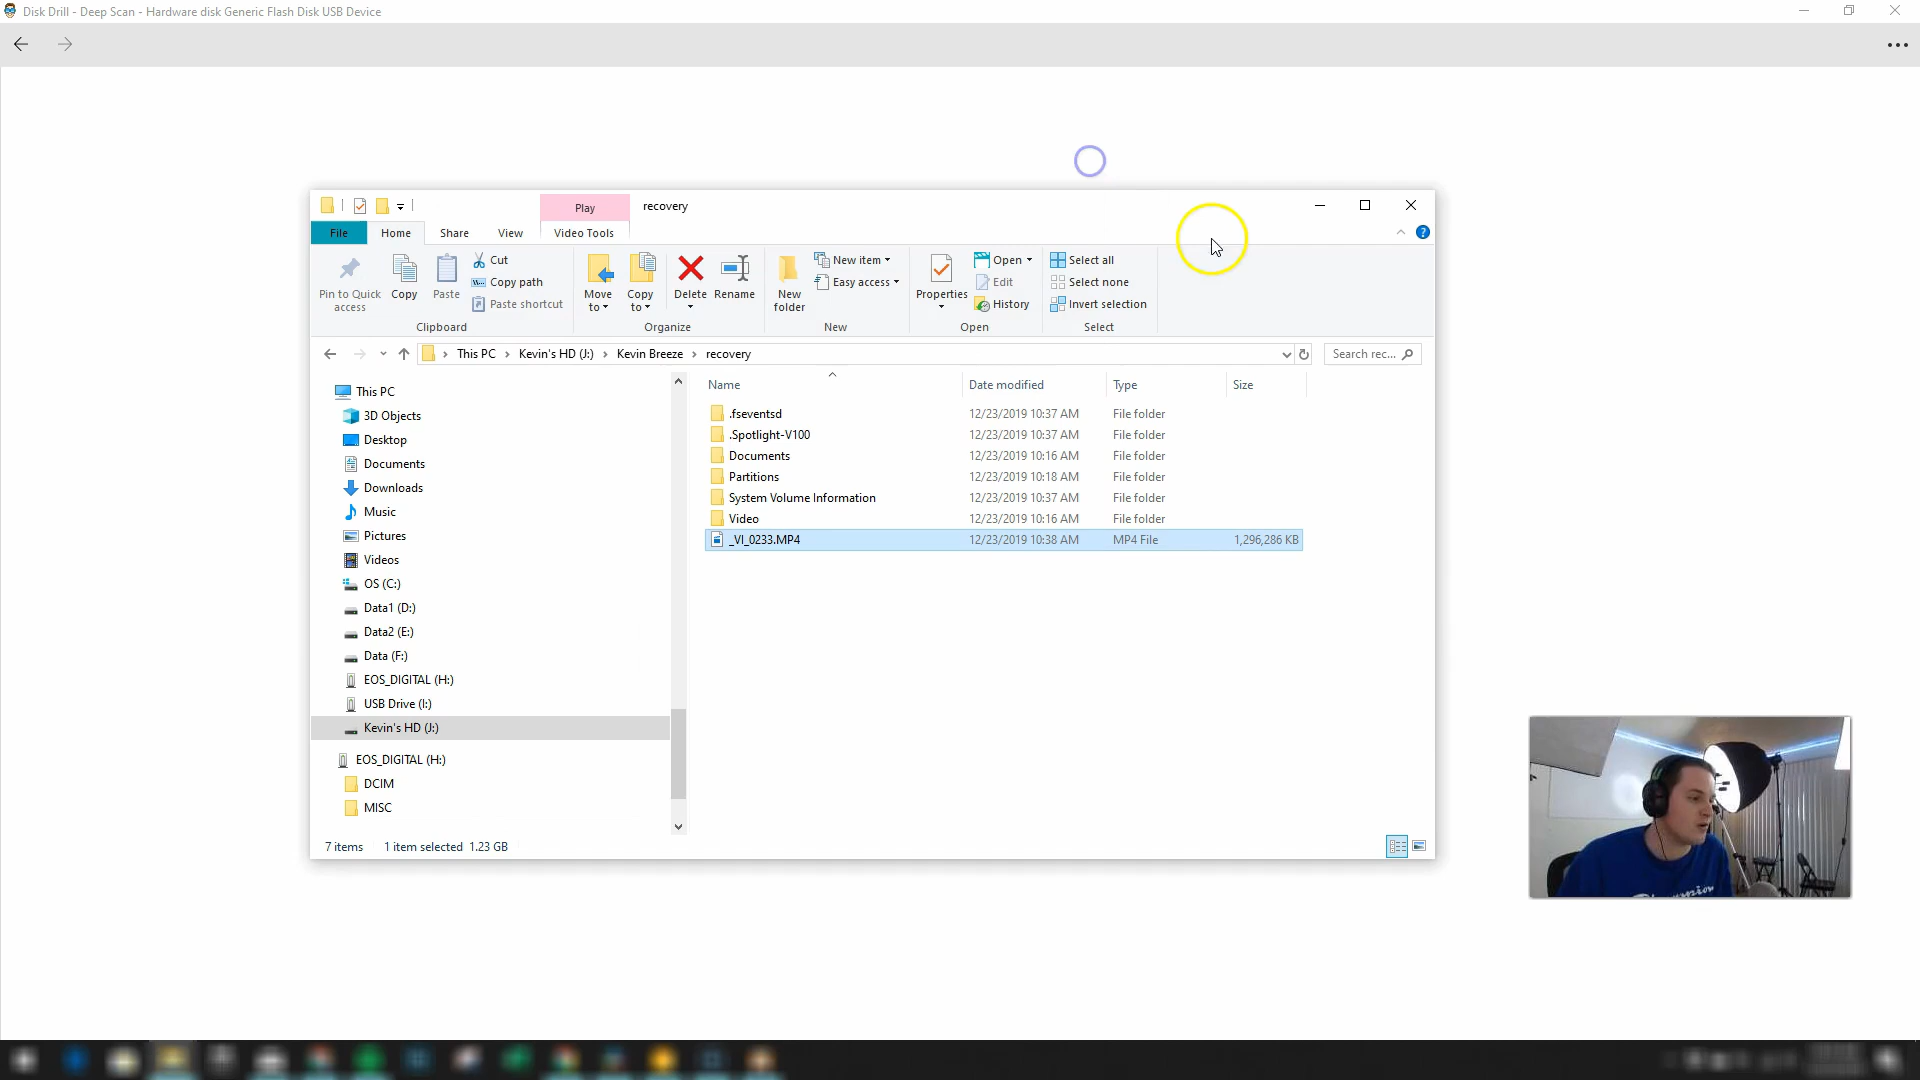 Disk Drill - Deep Scan - Hardware disk Generic Flash Disk USB Device
Play
recovery
File
Home
Share
View
Video Tools
Pin to Quick access
Copy
Paste
Cut
Copy path
Paste shortcut
Move to
Copy to
Delete
Rename
New folder
New item
Easy access
Properties
Open
Edit
History
Select all
Select none
Invert selection
Clipboard
Organize
New
Open
Select
This PC > Kevin's HD (J:) > Kevin Breeze > recovery
Search rec...
Name Date modified Type Size
This PC
3D Objects
Desktop
Documents
Downloads
Music
Pictures
Videos
OS (C:)
Data1 (D:)
Data2 (E:)
Data (F:)
EOS_DIGITAL (H:)
USB Drive (I:)
Kevin's HD (J:)
EOS_DIGITAL (H:)
DCIM
MISC
.fseventsd 12/23/2019 10:37 AM File folder
.Spotlight-V100 12/23/2019 10:37 AM File folder
Documents 12/23/2019 10:16 AM File folder
Partitions 12/23/2019 10:18 AM File folder
System Volume Information 12/23/2019 10:37 AM File folder
Video 12/23/2019 10:16 AM File folder
_VI_0233.MP4 12/23/2019 10:38 AM MP4 File 1,296,286 KB
7 items 1 item selected 1.23 GB
Champion